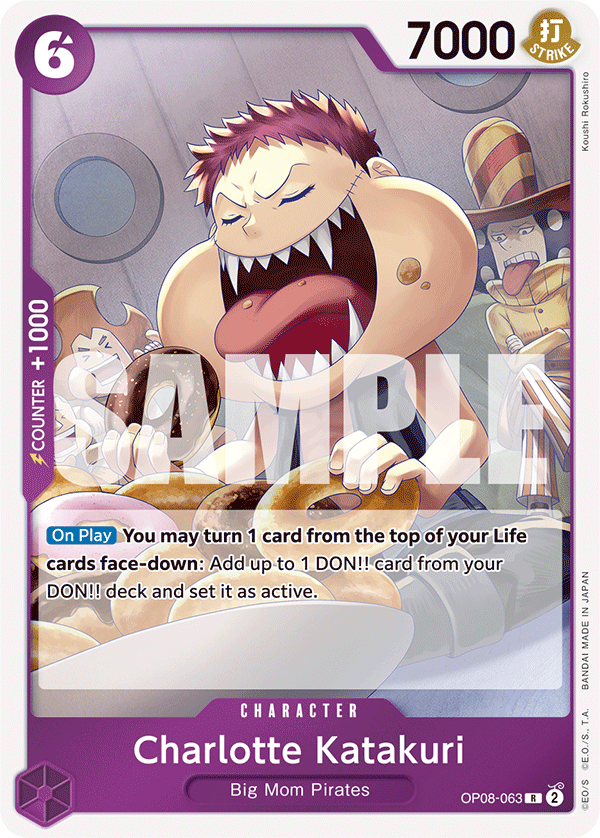 6
7000
打
STRIKE
Koushi Rokushiro
COUNTER +1000
SAMPLE
On Play You may turn 1 card from the top of your Life
cards face-down: Add up to 1 DON!! card from your
DON!! deck and set it as active.
CHARACTER
Charlotte Katakuri
Big Mom Pirates
OP08-063 R 2
©EO/S ©E.O./S., T.A. BANDAI MADE IN JAPAN